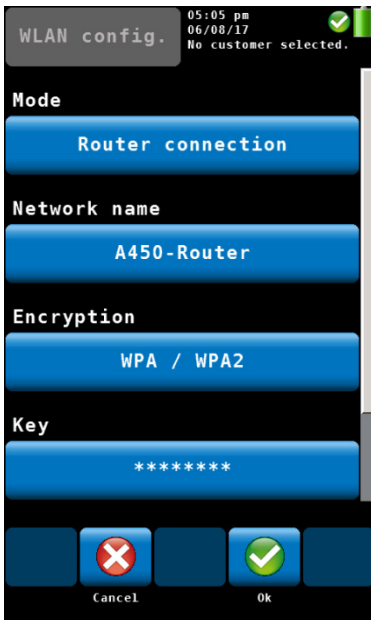 WLAN config.
05:05 pm
06/08/17
No customer selected.
Mode
Router connection
Network name
A450-Router
Encryption
WPA / WPA2
Key
********
Cancel
Ok